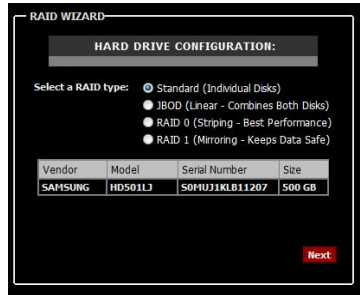 RAID WIZARD
HARD DRIVE CONFIGURATION:
Select a RAID type: Standard (Individual Disks)
JBOD (Linear - Combines Both Disks)
RAID 0 (Striping - Best Performance)
RAID 1 (Mirroring - Keeps Data Safe)
Vendor Model Serial Number Size
SAMSUNG HD501LJ S0MUJ1KLB11207 500 GB
Next